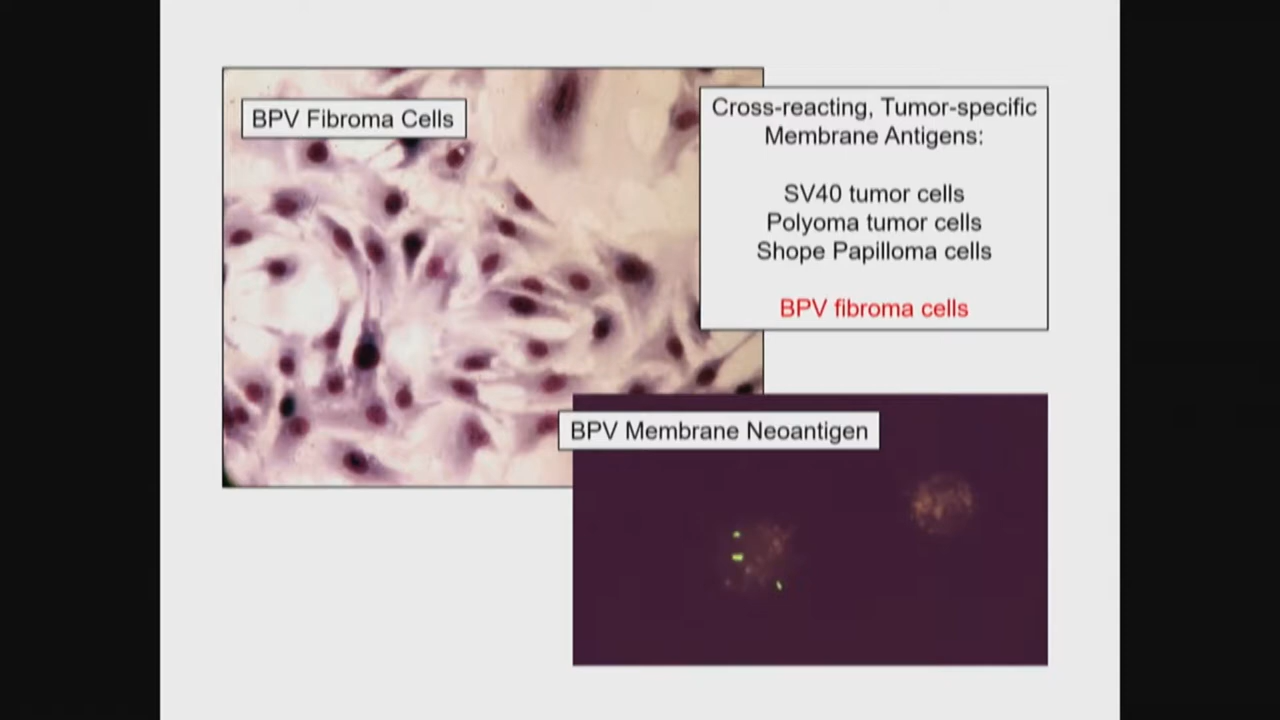 BPV Fibroma Cells
Cross-reacting, Tumor-specific
Membrane Antigens:
SV40 tumor cells
Polyoma tumor cells
Shope Papilloma cells
BPV fibroma cells
BPV Membrane Neoantigen